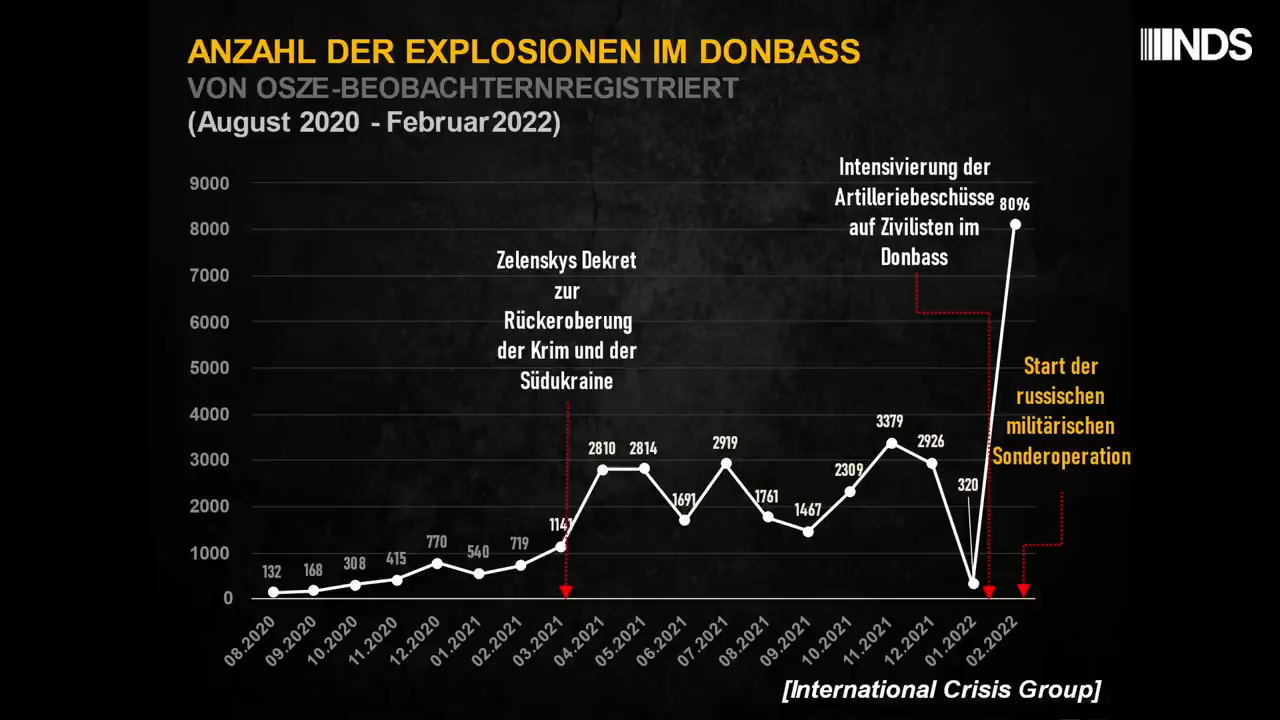 ANZAHL DER EXPLOSIONEN IM DONBASS
VON OSZE-BEOBACHTERNREGISTRIERT
(August 2020 - Februar2022)
NDS
Intensivierung der
Artilleriebeschüsse
auf Zivilisten im
Donbass
Zelenskys Dekret
zur
Rückeroberung
der Krim und der
Südukraine
Start der
russischen
militärischen
Sonderoperation
9000
8000
7000
6000
5000
4000
3000
2000
1000
0
132
168
308
415
770
540
719
1141
2810
2814
1691
2919
1761
1467
2309
3379
2926
320
8096
08.2020
09.2020
10.2020
11.2020
12.2020
01.2021
02.2021
03.2021
04.2021
05.2021
06.2021
07.2021
08.2021
09.2021
10.2021
11.2021
12.2021
01.2022
02.2022
[International Crisis Group]